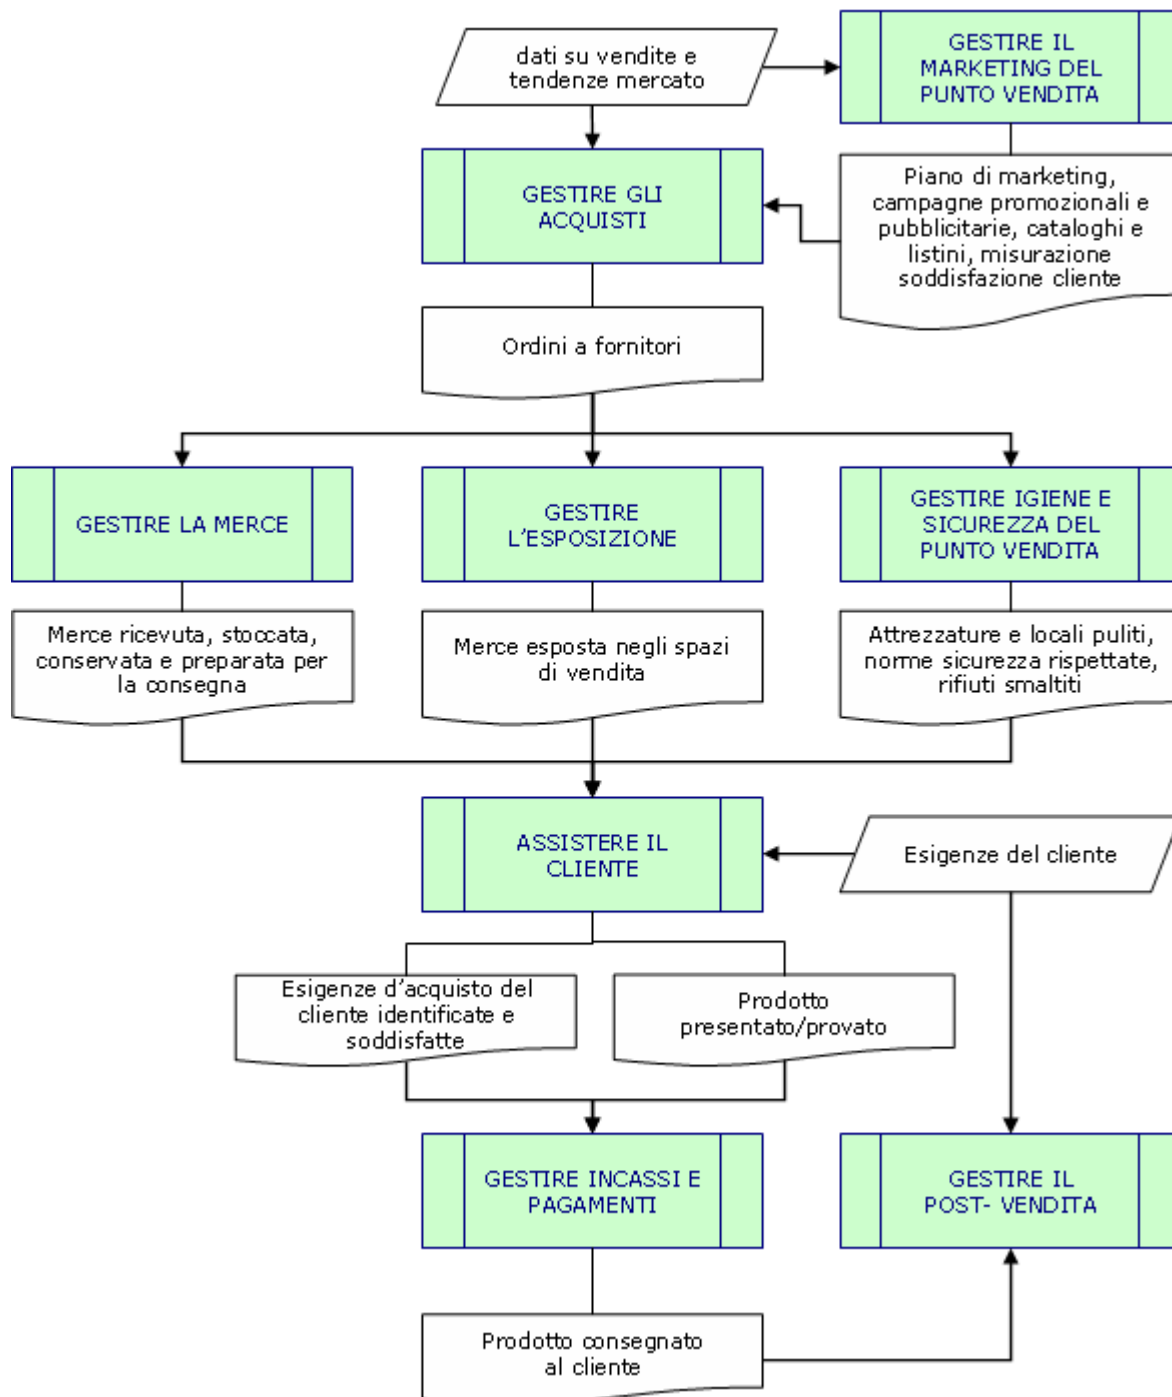 dati su vendite e
tendenze mercato
GESTIRE IL
MARKETING DEL
PUNTO VENDITA
GESTIRE GLI
ACQUISTI
Piano di marketing,
campagne promozionali e
pubblicitarie, cataloghi e
listini, misurazione
soddisfazione cliente
Ordini a fornitori
GESTIRE LA MERCE
GESTIRE
L'ESPOSIZIONE
GESTIRE IGIENE E
SICUREZZA DEL
PUNTO VENDITA
Merce ricevuta, stoccata,
conservata e preparata per
la consegna
Merce esposta negli spazi
di vendita
Attrezzature e locali puliti,
norme sicurezza rispettate,
rifiuti smaltiti
ASSISTERE IL
CLIENTE
Esigenze del cliente
Esigenze d'acquisto del
cliente identificate e
soddisfatte
Prodotto
presentato/provato
GESTIRE INCASSI E
PAGAMENTI
GESTIRE IL
POST- VENDITA
Prodotto consegnato
al cliente